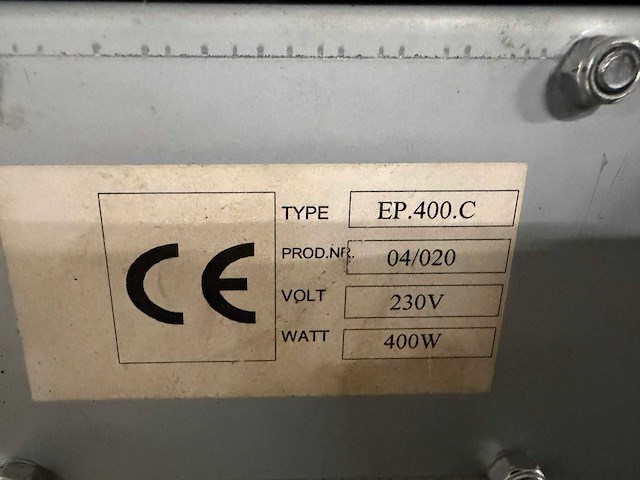 CE
TYPE EP.400.C
PROD.NR. 04/020
VOLT 230V
WATT 400W